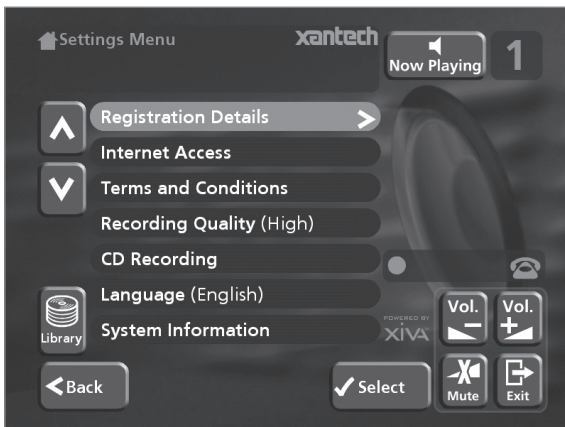 Settings Menu
xantech
Now Playing
1
Registration Details
Internet Access
Terms and Conditions
Recording Quality (High)
CD Recording
Language (English)
System Information
Library
POWERED BY
XiVA
Vol.
Vol.
Back
Select
Mute
Exit